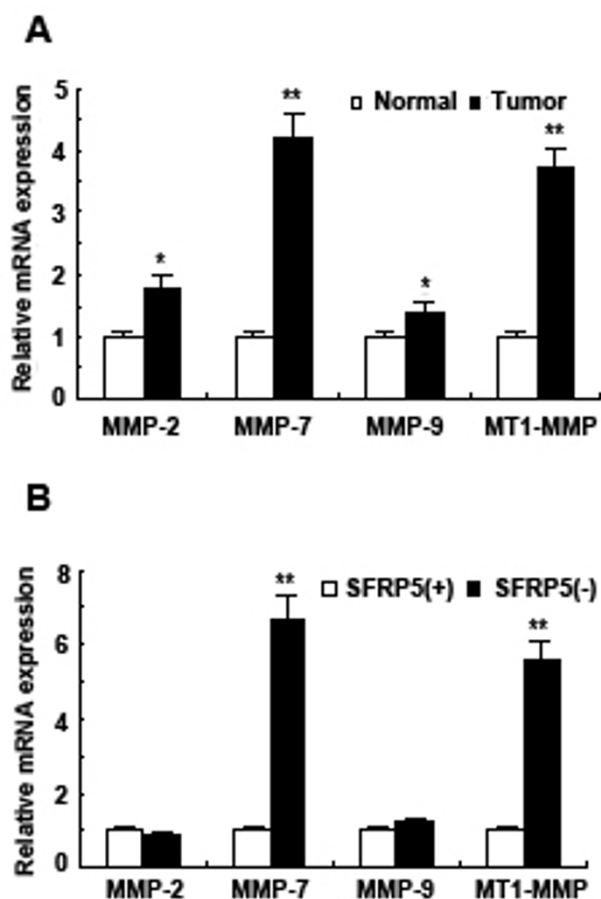 A
Relative mRNA expression
5
4
3
2
1
0
Normal Tumor
*
**
*
**
MMP-2 MMP-7 MMP-9 MT1-MMP
B
Relative mRNA expression
8
6
4
2
0
SFRP5(+) SFRP5(-)
**
**
MMP-2 MMP-7 MMP-9 MT1-MMP